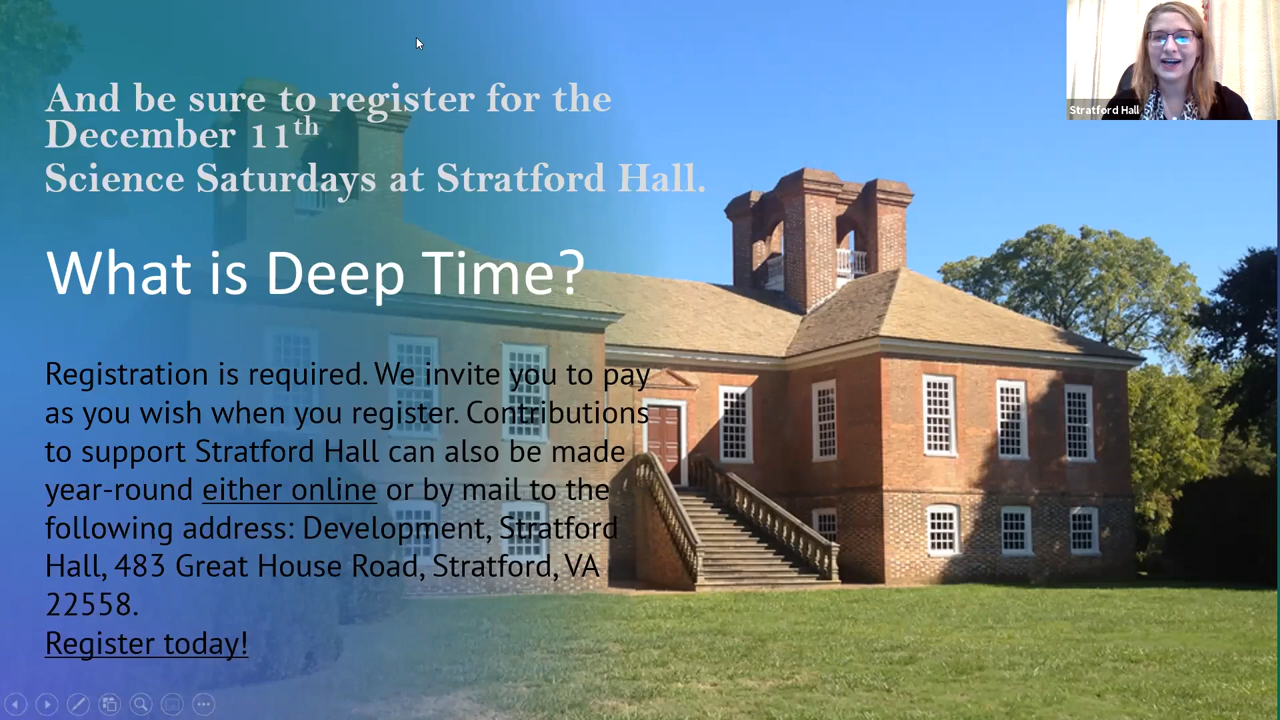 Stratford Hall
And be sure to register for the
December 11th
Science Saturdays at Stratford Hall.
What is Deep Time?
Registration is required. We invite you to pay
as you wish when you register. Contributions
to support Stratford Hall can also be made
year-round either online or by mail to the
following address: Development, Stratford
Hall, 483 Great House Road, Stratford, VA
22558.
Register today!